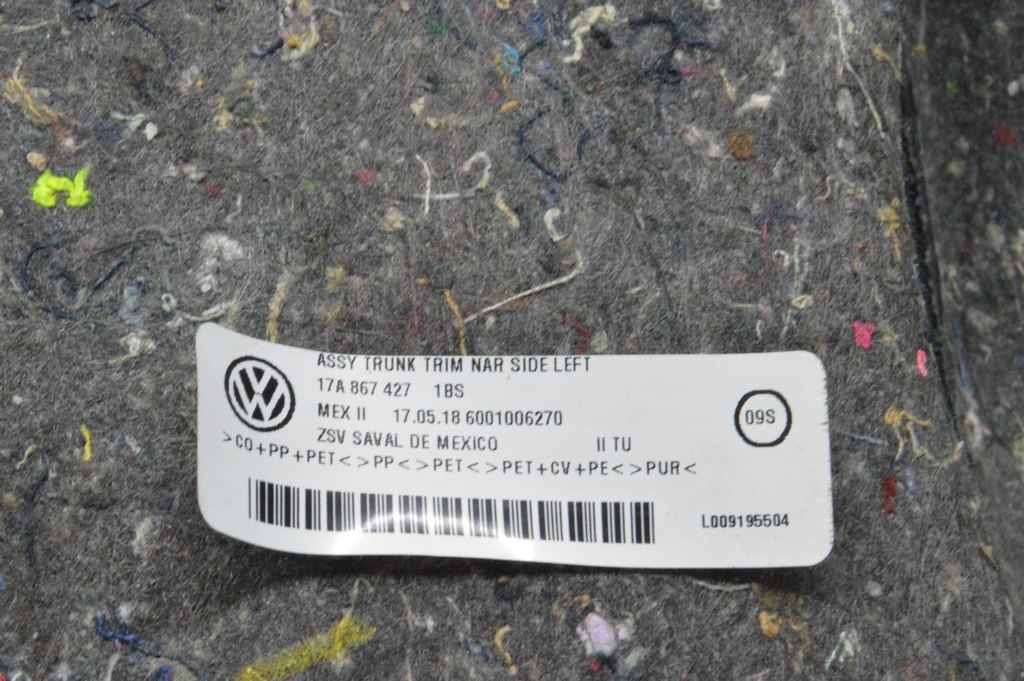 ASSY TRUNK TRIM NAR SIDE LEFT
17A 867 427 1BS
MEX II 17.05.18 6001006270
09S
ZSV SAVAL DE MEXICO II TU
>CO+PP+PET<>PP<>PET<>PET+CV+PE<>PUR<
L009195504